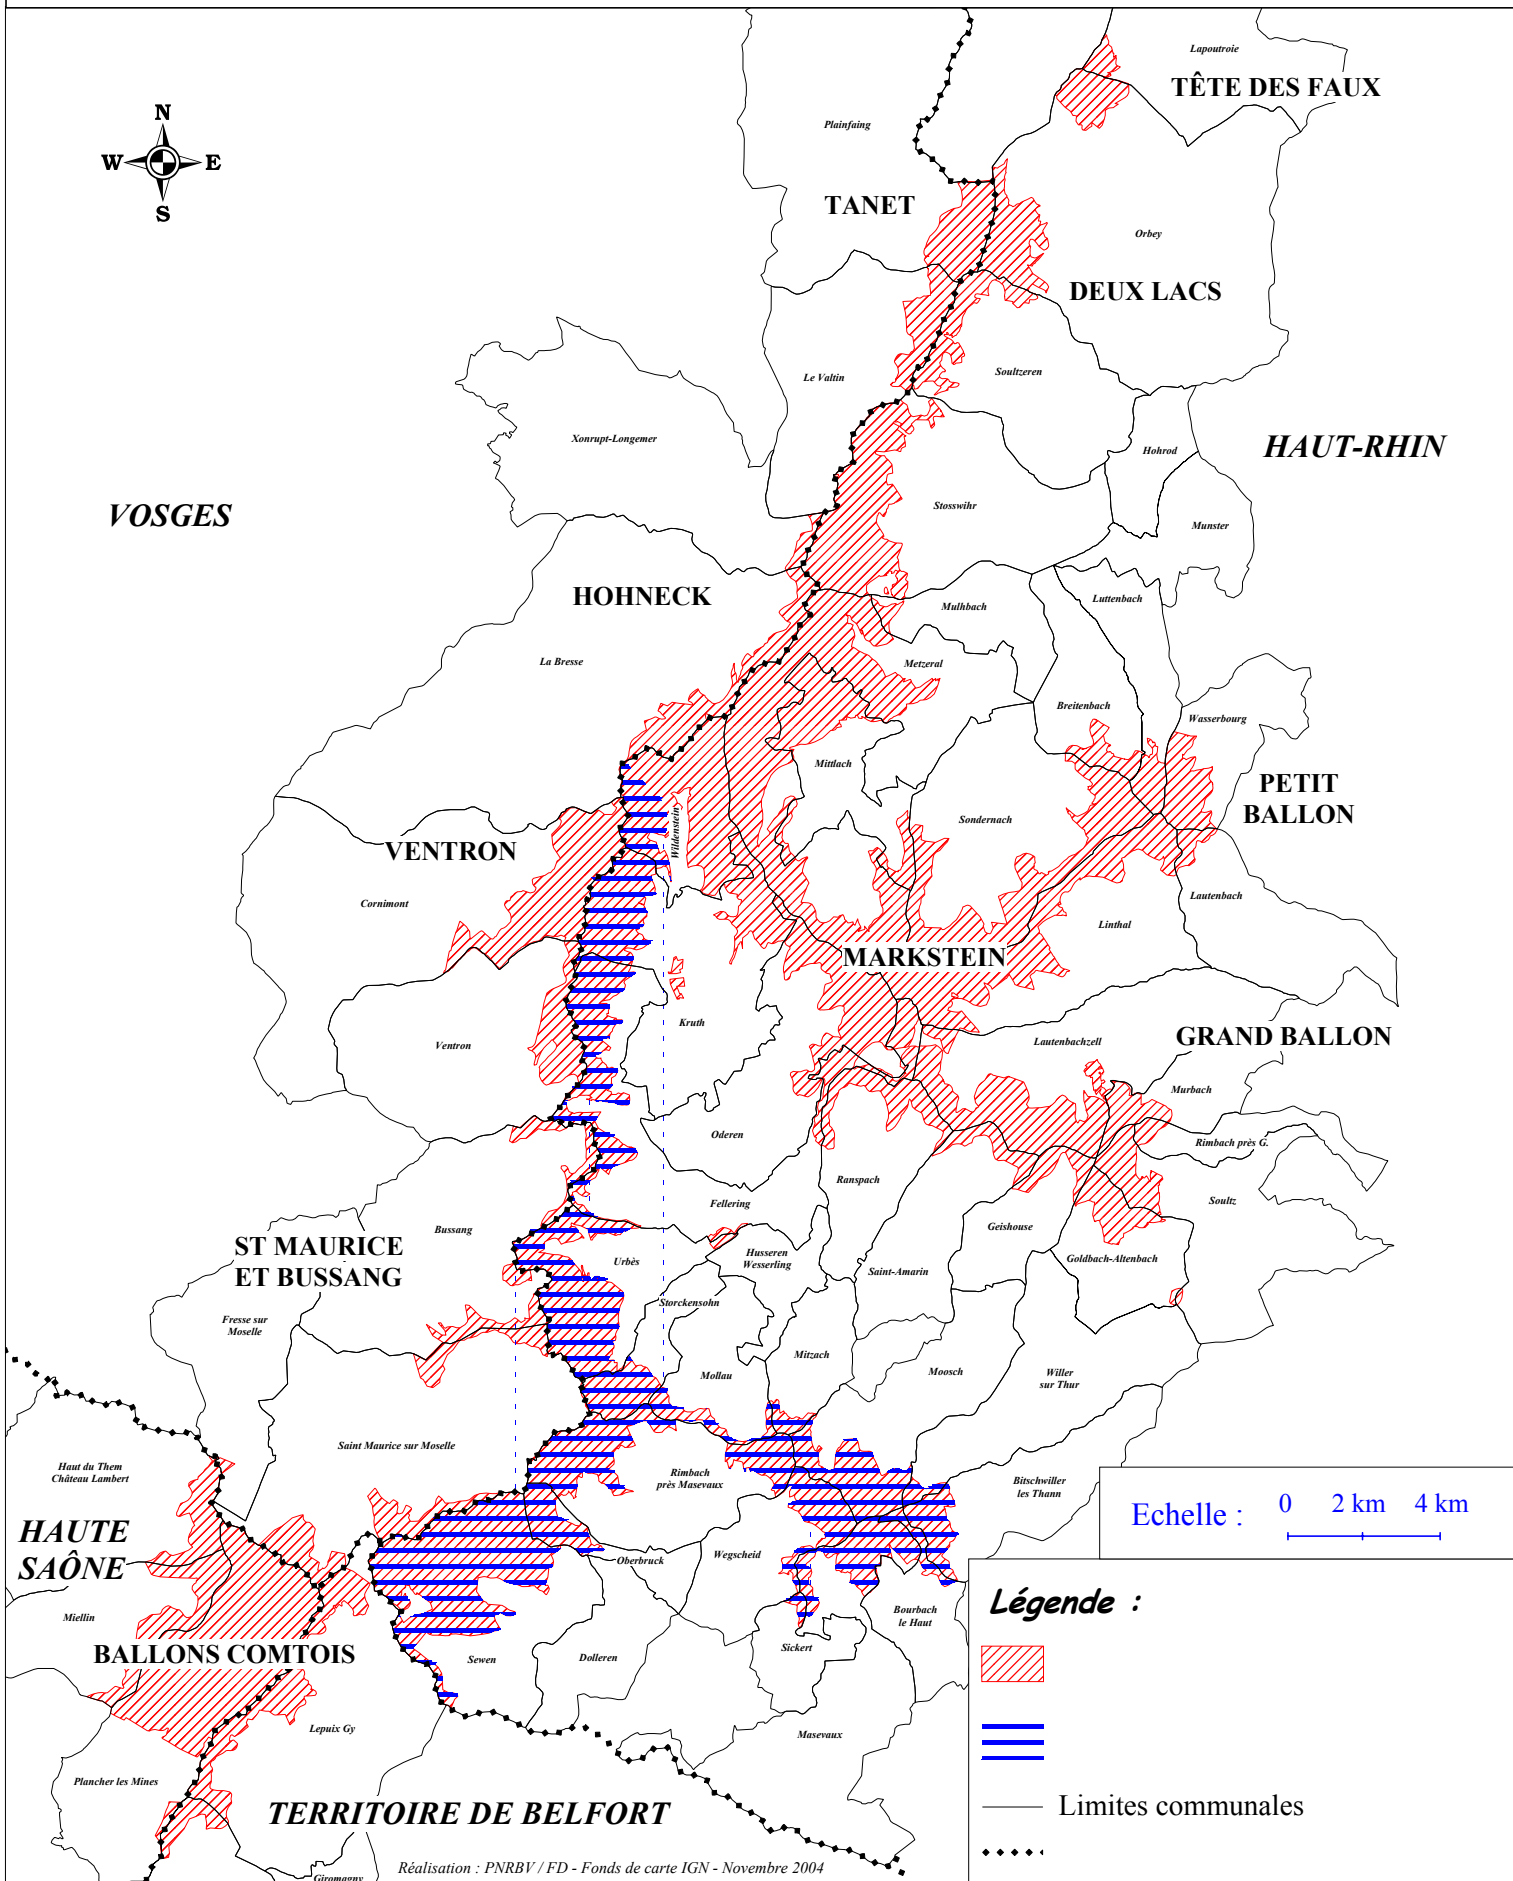 Lapoutroie
TÊTE DES FAUX
N
W
E
S
Plainfaing
TANET
Orbey
DEUX LACS
Le Valtin
Soultzeren
Xonrupt-Longemer
Hohrod
HAUT-RHIN
VOSGES
Stosswihr
Munster
HOHNECK
Mulhbach
Luttenbach
La Bresse
Metzeral
Breitenbach
Wasserbourg
Mittlach
PETIT
BALLON
Wildenstein
Sondernach
VENTRON
Cornimont
Lautenbach
Linthal
MARKSTEIN
Kruth
Ventron
Lautenbachzell
GRAND BALLON
Murbach
Oderen
Rimbach près G.
Ranspach
Fellering
Soultz
Bussang
Geishouse
ST MAURICE
ET BUSSANG
Urbès
Husseren
Wesserling
Saint-Amarin
Goldbach-Altenbach
Storckensohn
Fresse sur
Moselle
Mitzach
Mollau
Moosch
Willer
sur Thur
Saint Maurice sur Moselle
Haut du Them
Château Lambert
Rimbach
près Masevaux
Bitschwiller
les Thann
Echelle :
0 2 km 4 km
HAUTE
SAÔNE
Oberbruck
Wegscheid
Légende :
Miellin
Bourbach
le Haut
BALLONS COMTOIS
Sewen
Dolleren
Sickert
Lepuix Gy
Masevaux
Plancher les Mines
TERRITOIRE DE BELFORT
Limites communales
Réalisation : PNRBV / FD - Fonds de carte IGN - Novembre 2004
Giromagny